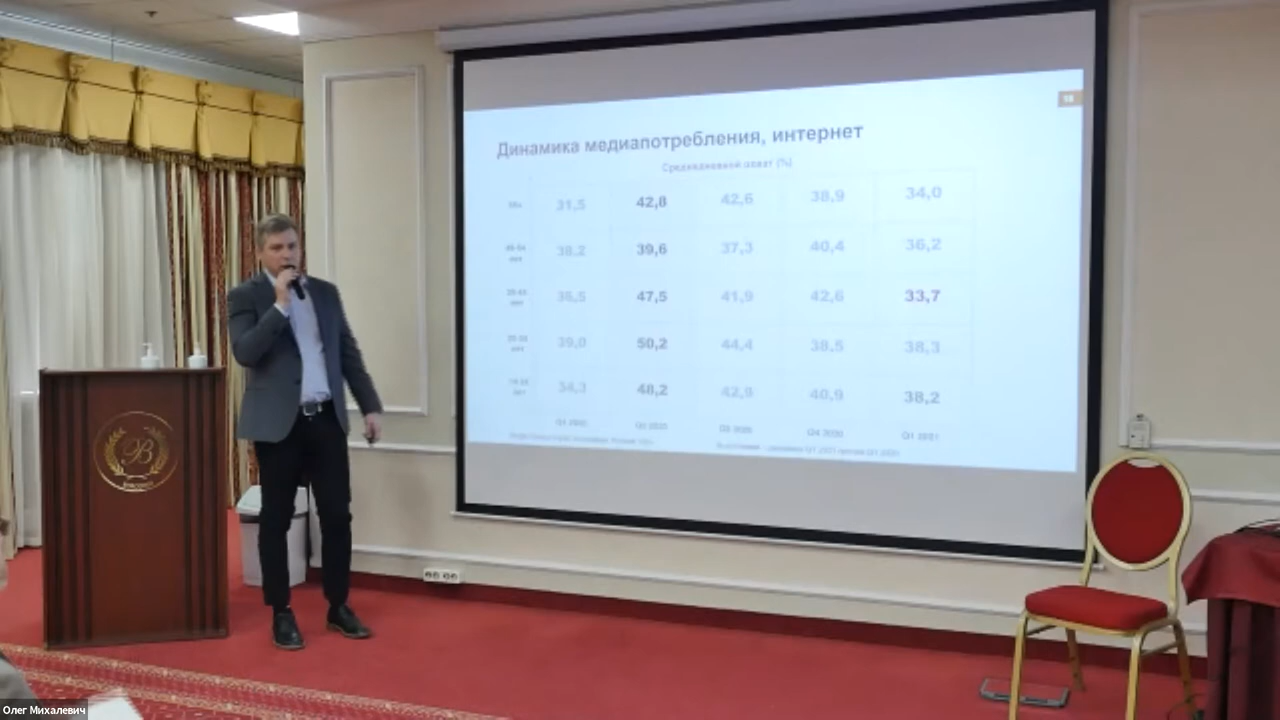 18
Динамика медиапотребления, интернет
Среднедневной охват (%)
31,5 42,8 42,6 38,9 34,0
38,2 39,6 37,3 40,4 36,2
36,5 47,5 41,9 42,6 33,7
39,0 50,2 44,4 38,5 38,3
34,3 48,2 42,9 40,9 38,2
Q4 2020 Q1 2021
В
Олег Михалевич